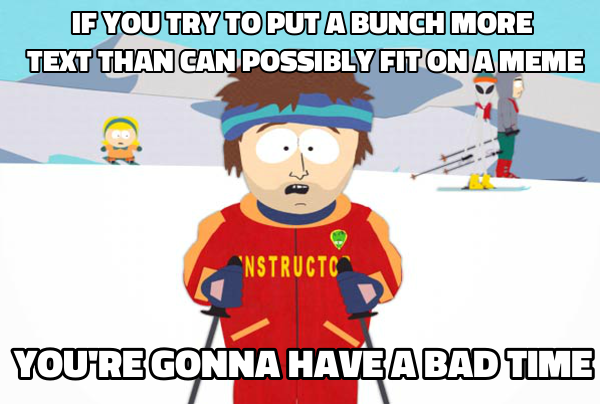 IF YOU TRY TO PUT A BUNCH MORE
TEXT THAN CAN POSSIBLY FIT ON A MEME
INSTRUCTO
YOU'RE GONNA HAVE A BAD TIME